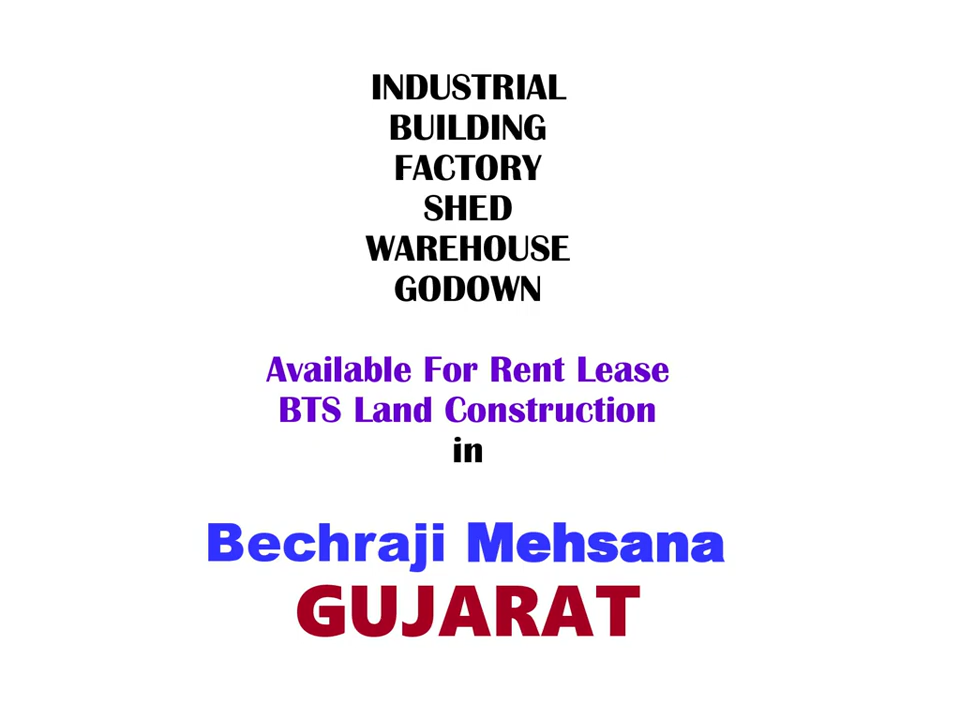 INDUSTRIAL
BUILDING
FACTORY
SHED
WAREHOUSE
GODOWN
Available For Rent Lease
BTS Land Construction
in
Bechraji Mehsana
GUJARAT